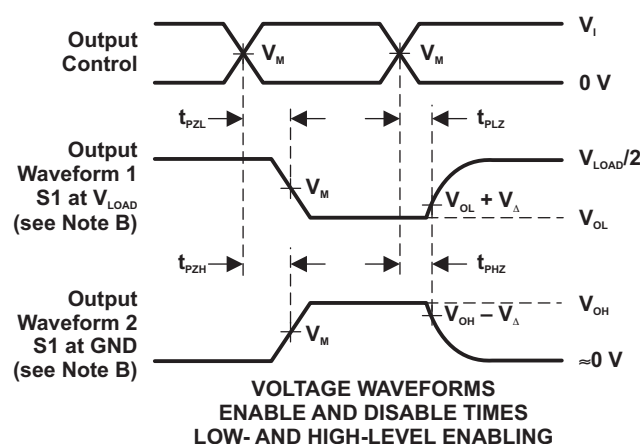 Output
Control
V_M
V_M
V_I
0 V
t_PZL
t_PLZ
Output
Waveform 1
S1 at V_LOAD
(see Note B)
V_M
V_LOAD/2
V_OL + V_Δ
V_OL
t_PZH
t_PHZ
Output
Waveform 2
S1 at GND
(see Note B)
V_M
V_OH
V_OH – V_Δ
≈0 V
VOLTAGE WAVEFORMS
ENABLE AND DISABLE TIMES
LOW- AND HIGH-LEVEL ENABLING